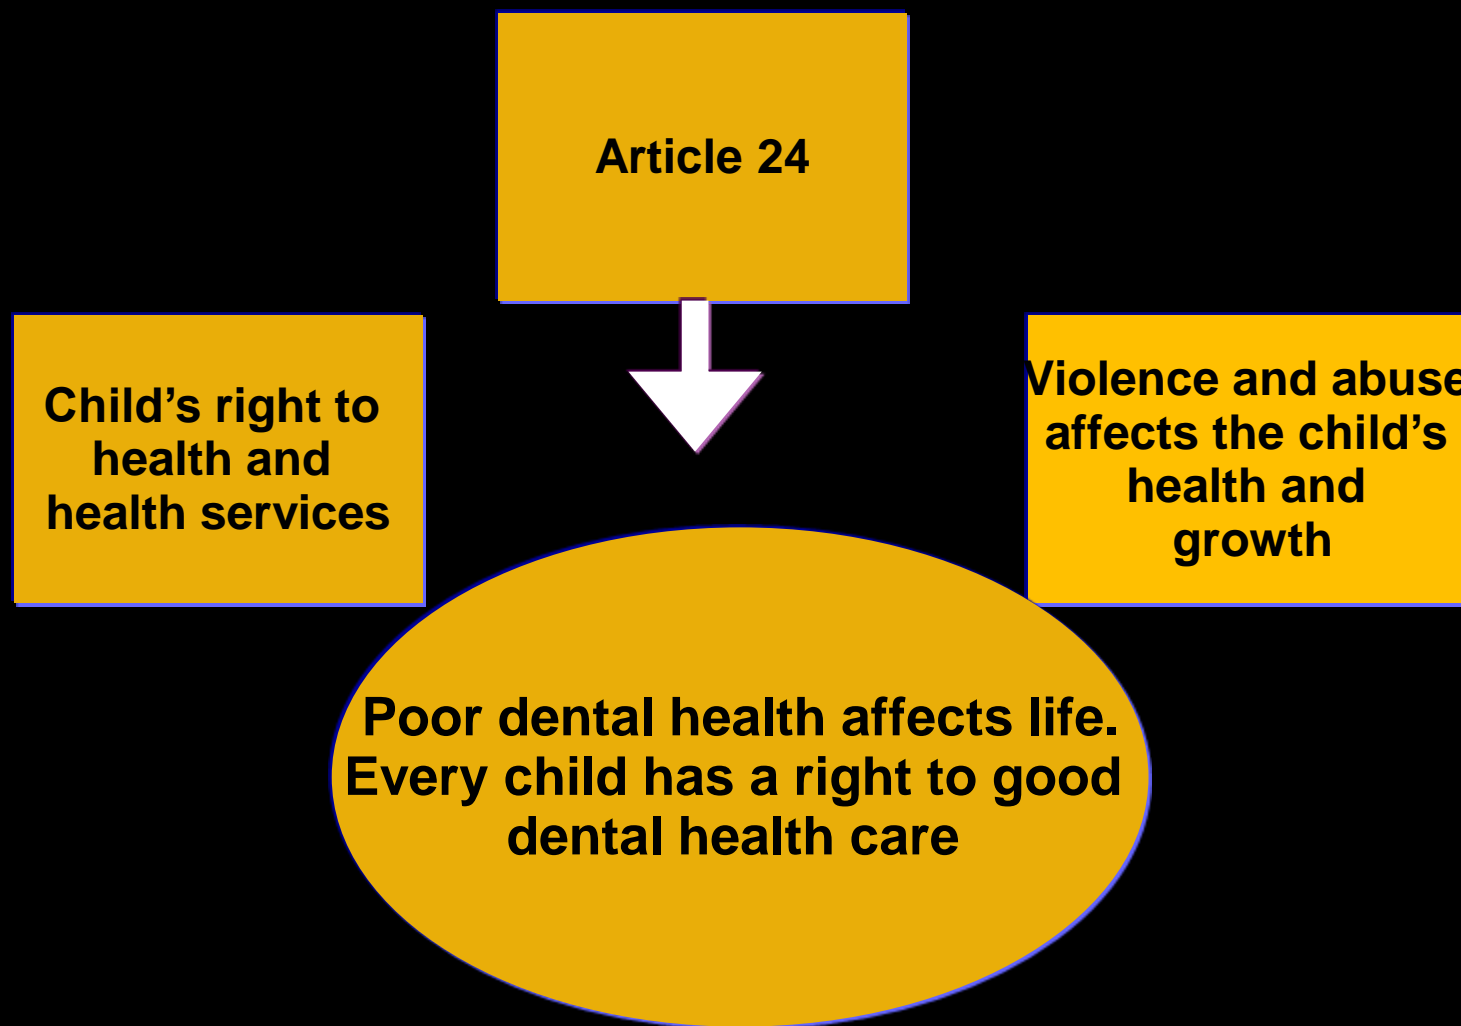 Article 24
Child’s right to
health and
health services
Violence and abuse
affects the child’s
health and
growth
Poor dental health affects life.
Every child has a right to good
dental health care